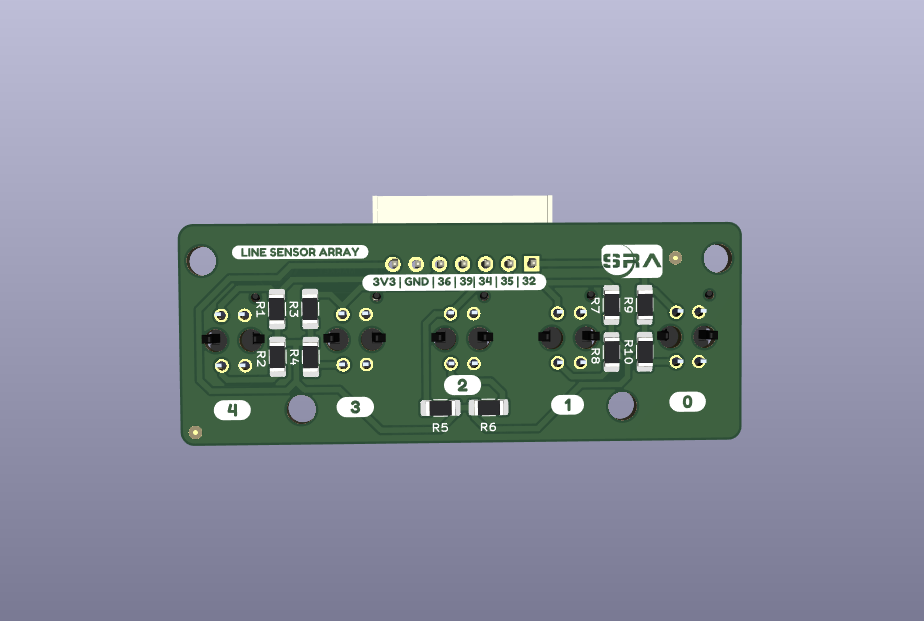 LINE SENSOR ARRAY
SRA
3V3 | GND | 36 | 39 | 34 | 35 | 32
R1
R3
R7
R9
R2
R4
R8
R10
2
4
3
1
0
R5
R6